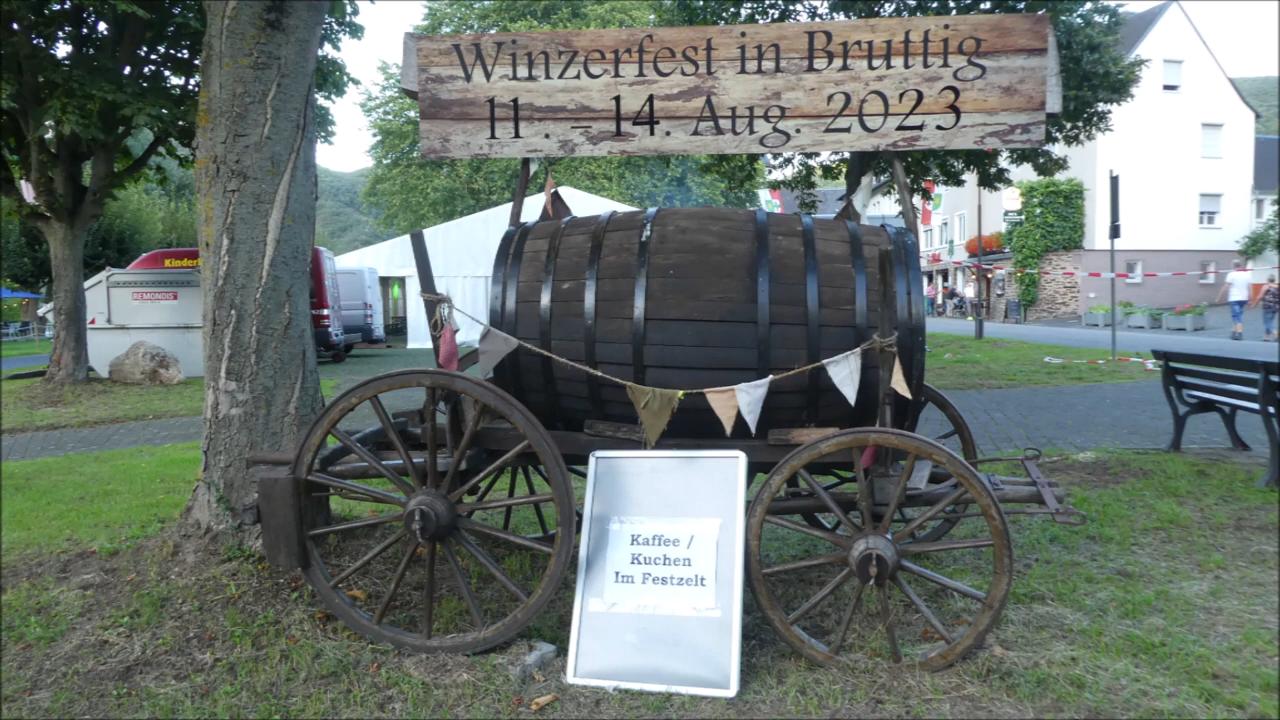 Winzerfest in Bruttig
11. - 14. Aug. 2023
Kinder
REMONDIS
Kaffee /
Kuchen
Im Festzelt